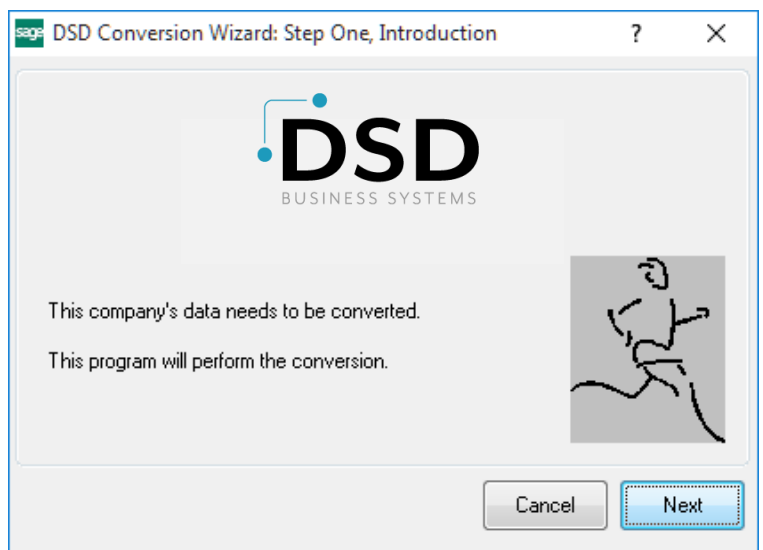 sage DSD Conversion Wizard: Step One, Introduction ?
DSD
BUSINESS SYSTEMS
This company's data needs to be converted.
This program will perform the conversion.
Cancel Next